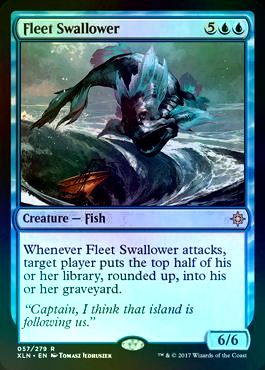 Fleet Swallower 5
Creature — Fish
Whenever Fleet Swallower attacks,
target player puts the top half of his
or her library, rounded up, into his
or her graveyard.
“Captain, I think that island is
following us.”
6/6
057/279 R
XLN • EN Tomasz Jedruszek ™ & © 2017 Wizards of the Coast